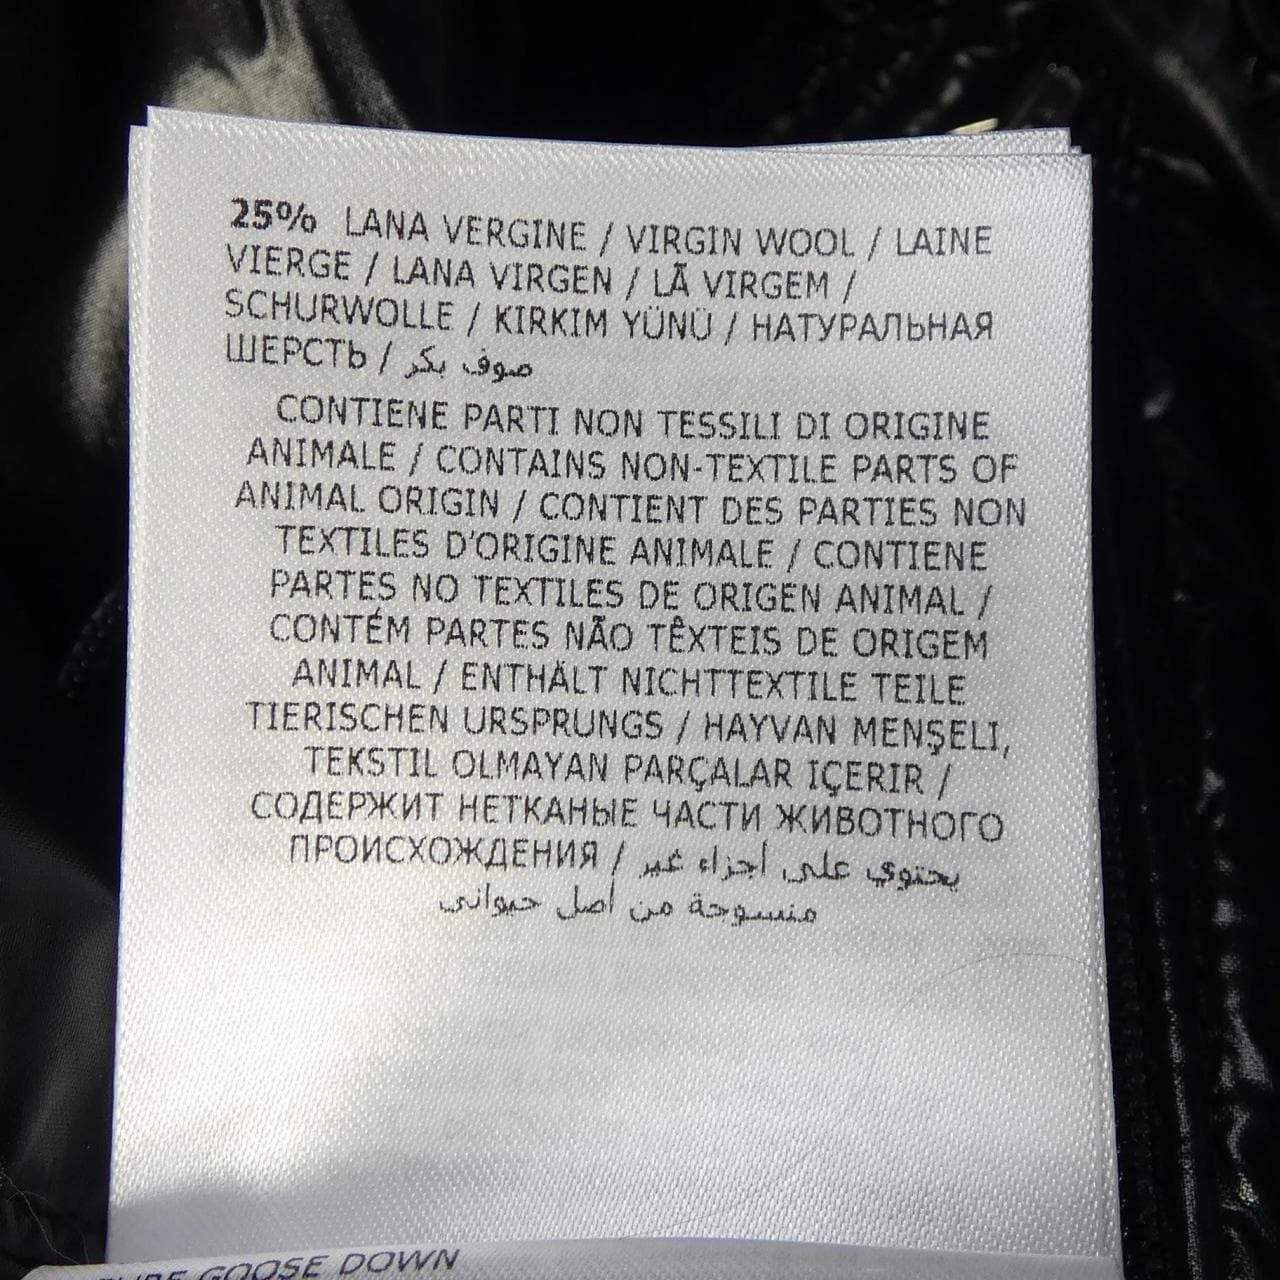 25% LANA VERGINE / VIRGIN WOOL / LAINE
VIERGE / LANA VIRGEN / LÃ VIRGEM /
SCHURWOLLE / KIRKIM YÜNÜ / НАТУРАЛЬНАЯ
ШЕРСТЬ / صوف بكر
CONTIENE PARTI NON TESSILI DI ORIGINE
ANIMALE / CONTAINS NON-TEXTILE PARTS OF
ANIMAL ORIGIN / CONTIENT DES PARTIES NON
TEXTILES D'ORIGINE ANIMALE / CONTIENE
PARTES NO TEXTILES DE ORIGEN ANIMAL /
CONTÉM PARTES NÃO TÊXTEIS DE ORIGEM
ANIMAL / ENTHÄLT NICHTTEXTILE TEILE
TIERISCHEN URSPRUNGS / HAYVAN MENŞELI,
TEKSTIL OLMAYAN PARÇALAR IÇERIR /
СОДЕРЖИТ НЕТКАНЫЕ ЧАСТИ ЖИВОТНОГО
ПРОИСХОЖДЕНИЯ / يحتوي على أجزاء غير
منسوجة من أصل حيواني
PURE GOOSE DOWN